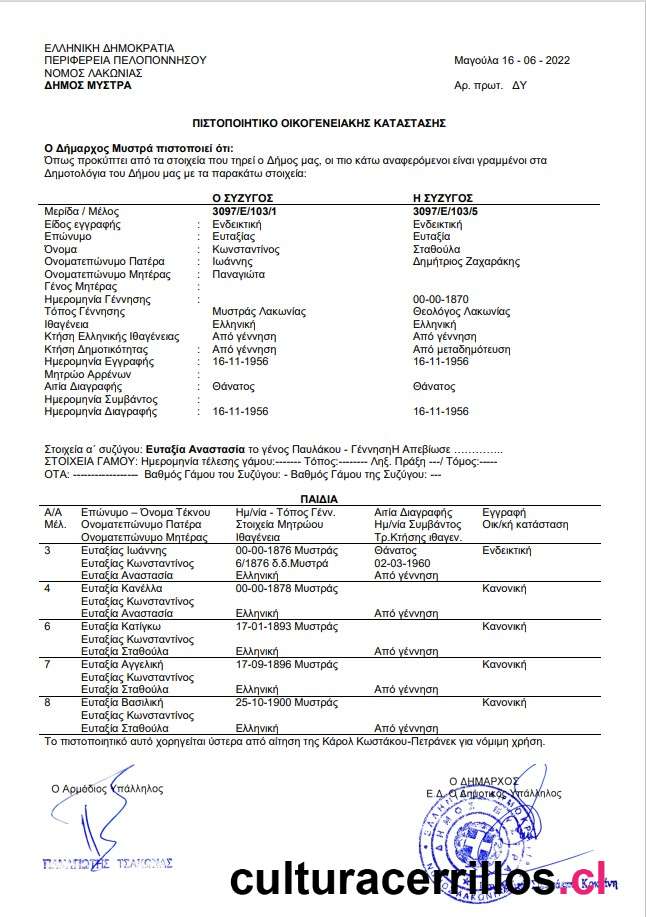 ΕΛΛΗΝΙΚΗ ΔΗΜΟΚΡΑΤΙΑ
ΠΕΡΙΦΕΡΕΙΑ ΠΕΛΟΠΟΝΝΗΣΟΥ Μαγούλα 16 - 06 - 2022
ΝΟΜΟΣ ΛΑΚΩΝΙΑΣ
ΔΗΜΟΣ ΜΥΣΤΡΑ Αρ. πρωτ. ΔΥ
ΠΙΣΤΟΠΟΙΗΤΙΚΟ ΟΙΚΟΓΕΝΕΙΑΚΗΣ ΚΑΤΑΣΤΑΣΗΣ
Ο Δήμαρχος Μυστρά πιστοποιεί ότι:
Όπως προκύπτει από τα στοιχεία που τηρεί ο Δήμος μας, οι πιο κάτω αναφερόμενοι είναι γραμμένοι στα
Δημοτολόγια του Δήμου μας με τα παρακάτω στοιχεία:
Ο ΣΥΖΥΓΟΣ Η ΣΥΖΥΓΟΣ
Μερίδα / Μέλος 3097/Ε/103/1 3097/Ε/103/5
Είδος εγγραφής : Ενδεικτική Ενδεικτική
Επώνυμο : Ευταξίας Ευταξία
Όνομα : Κωνσταντίνος Σταθούλα
Ονοματεπώνυμο Πατέρα : Ιωάννης Δημήτριος Ζαχαράκης
Ονοματεπώνυμο Μητέρας : Παναγιώτα
Γένος Μητέρας :
Ημερομηνία Γέννησης : 00-00-1870
Τόπος Γέννησης Μυστράς Λακωνίας Θεολόγος Λακωνίας
Ιθαγένεια Ελληνική Ελληνική
Κτήση Ελληνικής Ιθαγένειας Από γέννηση Από γέννηση
Κτήση Δημοτικότητας : Από γέννηση Από μεταδημότευση
Ημερομηνία Εγγραφής : 16-11-1956 16-11-1956
Μητρώο Αρρένων :
Αιτία Διαγραφής : Θάνατος Θάνατος
Ημερομηνία Συμβάντος :
Ημερομηνία Διαγραφής : 16-11-1956 16-11-1956
Στοιχεία α΄ συζύγου: Ευταξία Αναστασία το γένος Παυλάκου - ΓέννησηΗ Απεβίωσε …………..
ΣΤΟΙΧΕΙΑ ΓΑΜΟΥ: Ημερομηνία τέλεσης γάμου:------- Τόπος:-------- Ληξ. Πράξη ---/ Τόμος:-----
ΟΤΑ: ------------------ Βαθμός Γάμου του Συζύγου: - Βαθμός Γάμου της Συζύγου: ---
ΠΑΙΔΙΑ
Α/Α Επώνυμο – Όνομα Τέκνου Ημ/νία - Τόπος Γένν. Αιτία Διαγραφής Εγγραφή
Μέλ. Ονοματεπώνυμο Πατέρα Στοιχεία Μητρώου Ημ/νία Συμβάντος Οικ/κή κατάσταση
Ονοματεπώνυμο Μητέρας Ιθαγένεια Τρ.Κτήσης ιθαγεν.
3 Ευταξίας Ιωάννης 00-00-1876 Μυστράς Θάνατος Ενδεικτική
Ευταξίας Κωνσταντίνος 6/1876 δ.δ.Μυστρά 02-03-1960
Ευταξία Αναστασία Ελληνική Από γέννηση
4 Ευταξία Κανέλλα 00-00-1878 Μυστράς Κανονική
Ευταξίας Κωνσταντίνος
Ευταξία Αναστασία Ελληνική Από γέννηση
6 Ευταξία Κατίγκω 17-01-1893 Μυστράς Κανονική
Ευταξίας Κωνσταντίνος
Ευταξία Σταθούλα Ελληνική Από γέννηση
7 Ευταξία Αγγελική 17-09-1896 Μυστράς Κανονική
Ευταξίας Κωνσταντίνος
Ευταξία Σταθούλα Ελληνική Από γέννηση
8 Ευταξία Βασιλική 25-10-1900 Μυστράς Κανονική
Ευταξίας Κωνσταντίνος
Ευταξία Σταθούλα Ελληνική Από γέννηση
Το πιστοποιητικό αυτό χορηγείται ύστερα από αίτηση της Κάρολ Κωστάκου-Πετράνεκ για νόμιμη χρήση.
Ο Αρμόδιος Υπάλληλος Ο ΔΗΜΑΡΧΟΣ
Ε.Δ. Ο Δημοτικός Υπάλληλος
ΠΑΝΑΓΙΩΤΗΣ ΤΣΑΚΩΝΑΣ
culturacerrillos.cl